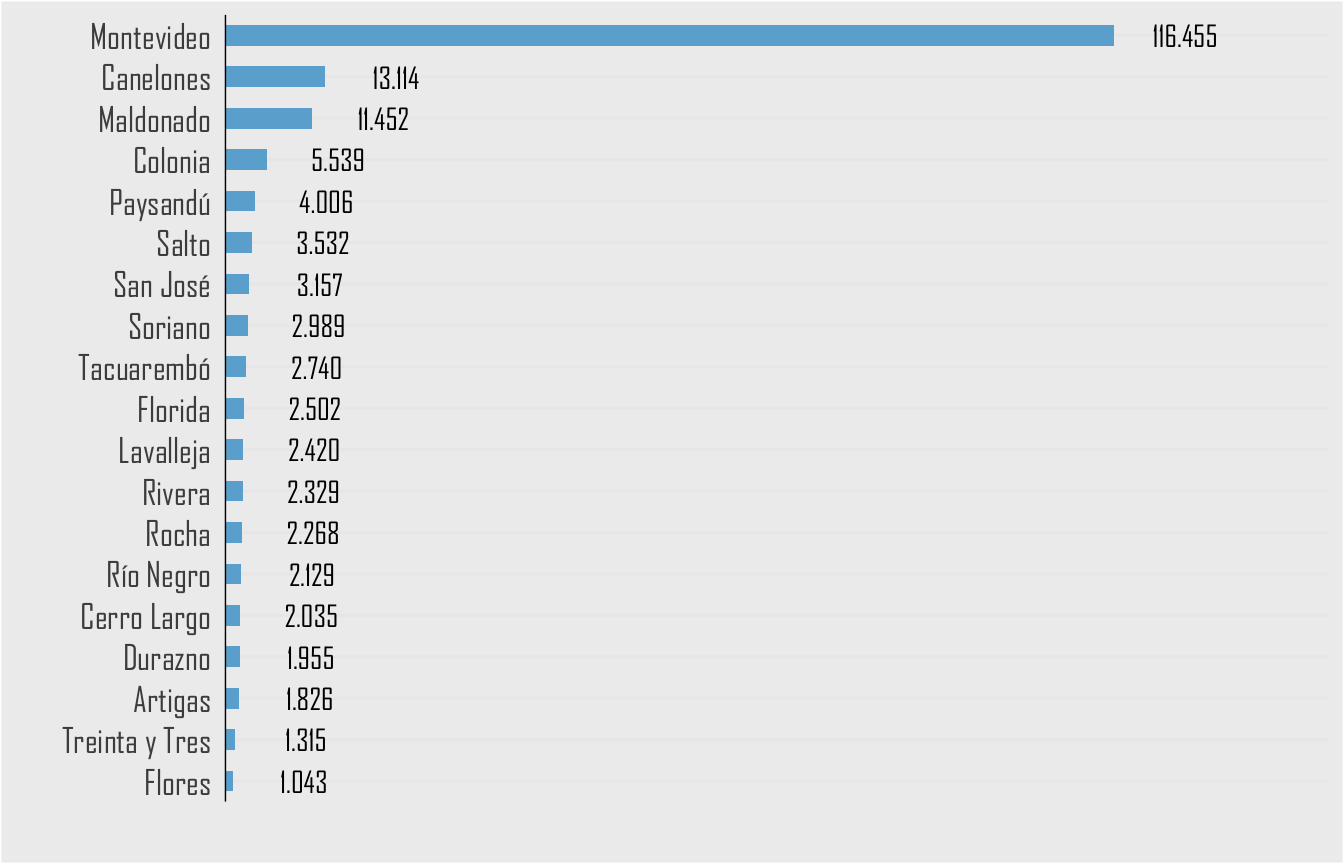 Montevideo 116.455
Canelones 13.114
Maldonado 11.452
Colonia 5.539
Paysandú 4.006
Salto 3.532
San José 3.157
Soriano 2.989
Tacuarembó 2.740
Florida 2.502
Lavalleja 2.420
Rivera 2.329
Rocha 2.268
Río Negro 2.129
Cerro Largo 2.035
Durazno 1.955
Artigas 1.826
Treinta y Tres 1.315
Flores 1.043